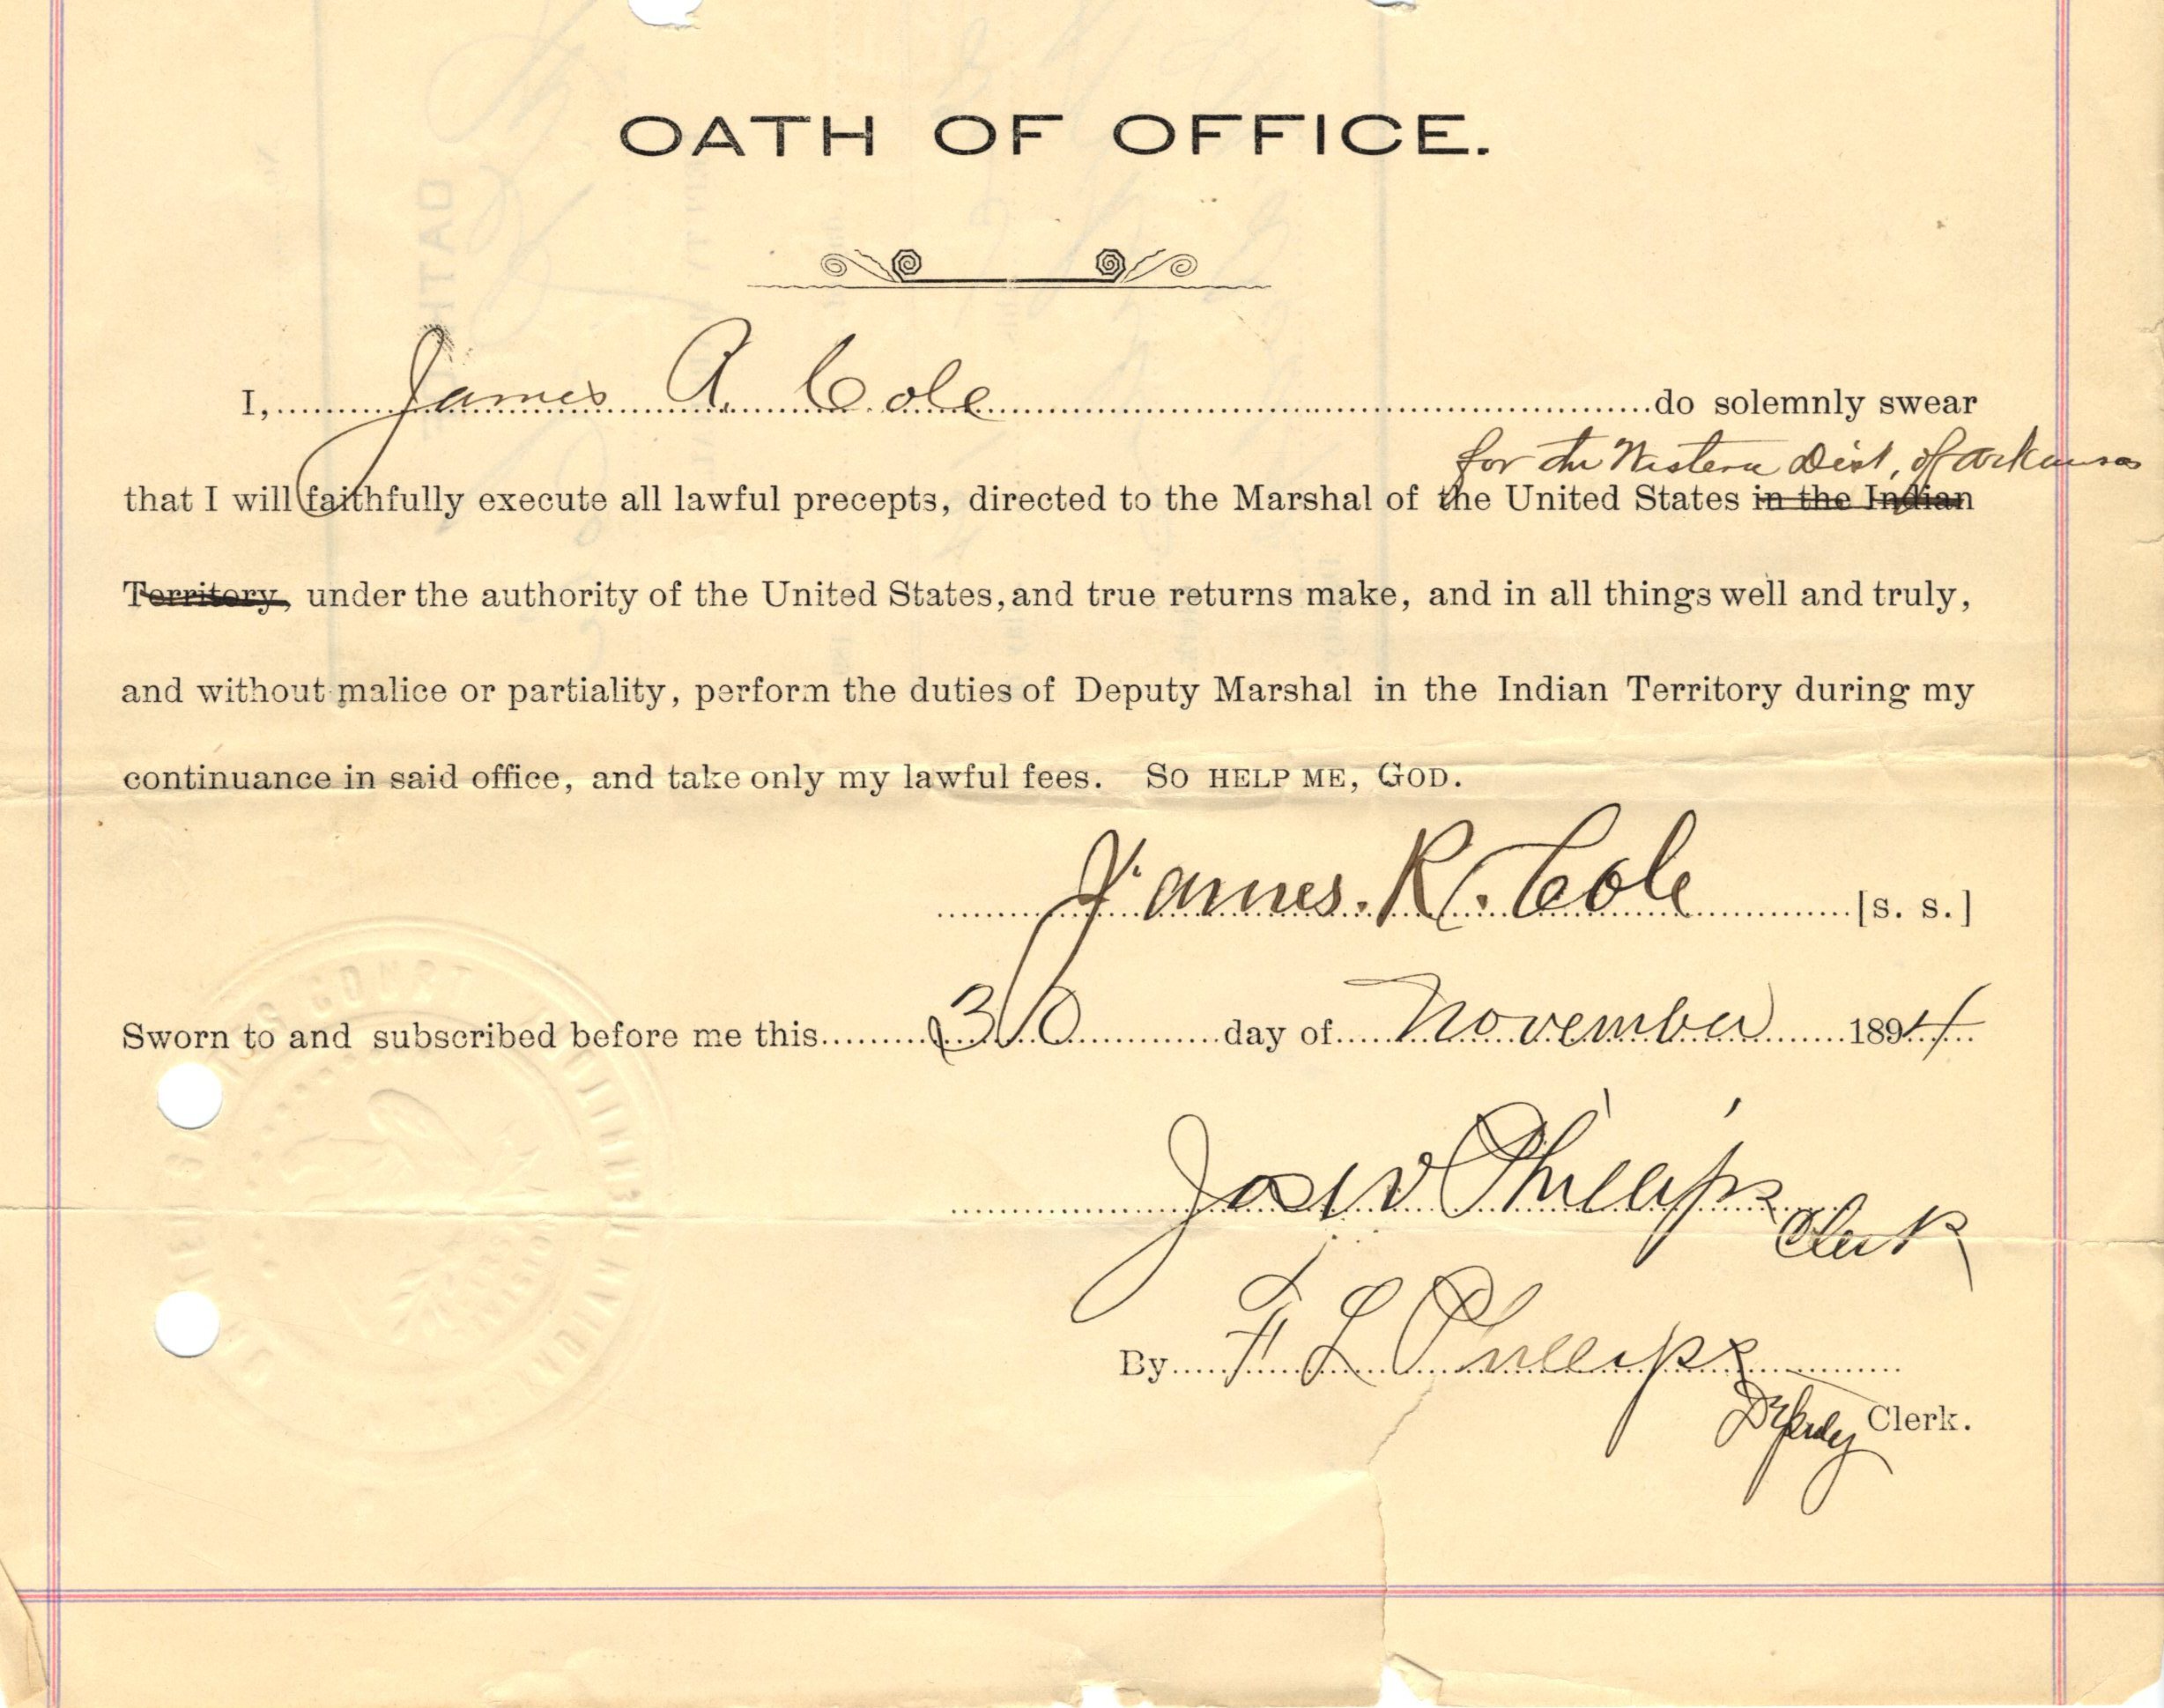 OATH OF OFFICE.
I, James A. Cole do solemnly swear
for the Western Dist, of Arkansas
that I will faithfully execute all lawful precepts, directed to the Marshal of the United States in the Indian
Territory, under the authority of the United States, and true returns make, and in all things well and truly,
and without malice or partiality, perform the duties of Deputy Marshal in the Indian Territory during my
continuance in said office, and take only my lawful fees. SO HELP ME, GOD.
James. R. Cole [S. S.]
Sworn to and subscribed before me this 30 day of November 1894
Jos W Phillips
Clerk
By F L Phillips
Deputy Clerk.
COURT